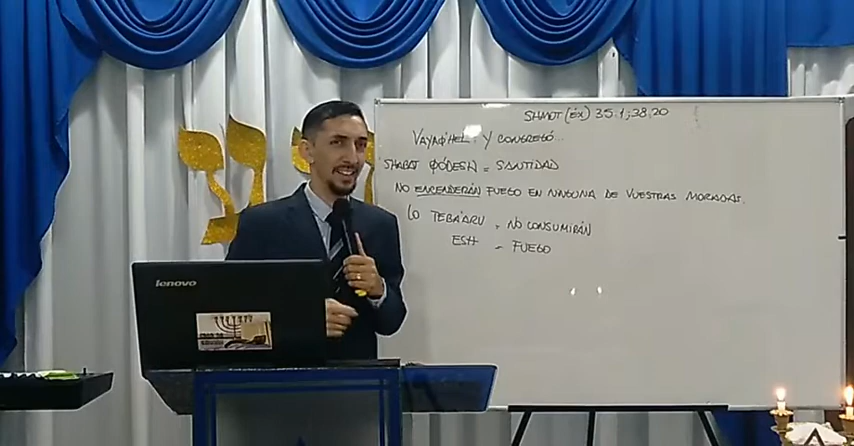 SHMOT (ÉX) 35:1, 38:20
VAYAQ'HEL: Y CONGREGÓ...
SHABAT QÓDESH = SANTIDAD
NO ENCENDERÁN FUEGO EN NINGUNA DE VUESTRAS MORADAS.
LO TEBA'ARU = NO CONSUMIRÁN
ESH = FUEGO
lenovo